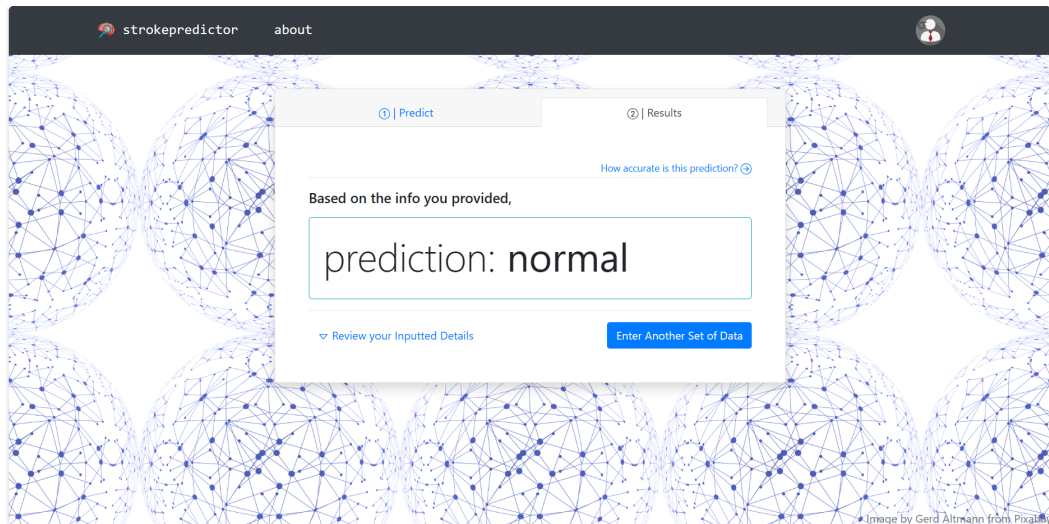 strokepredictor about
① | Predict
② | Results
How accurate is this prediction?
Based on the info you provided,
prediction: normal
Review your Inputted Details
Enter Another Set of Data
Image by Gerd Altmann from